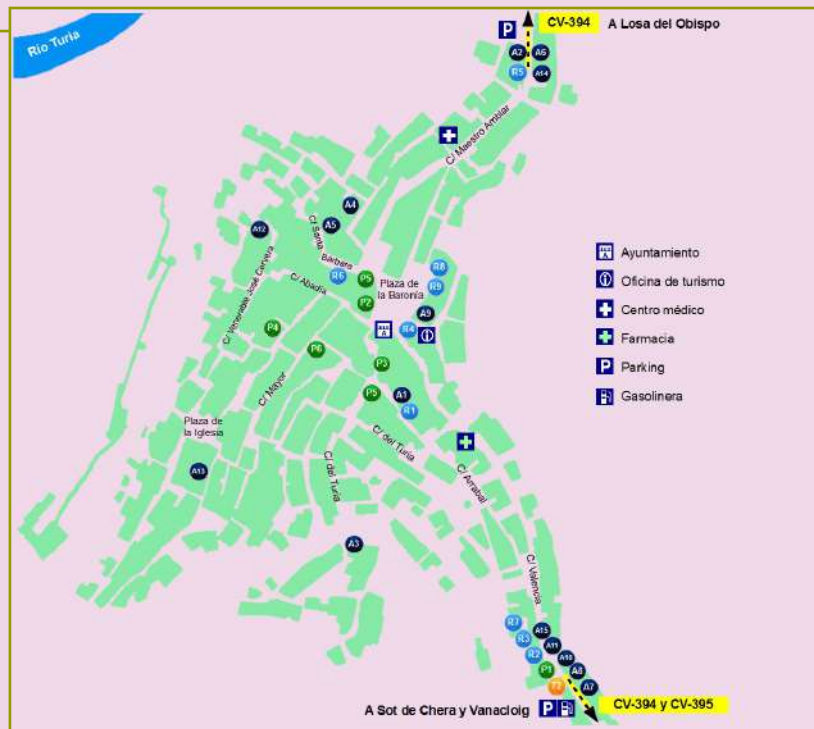 CV-394
A Losa del Obispo
P
A2
A6
R5
A14
Río Turia
C/ Maestro Ambiar
A4
A5
A12
C/ Santa
Bárbara
R6
P5
R8
Plaza de
la Baronía
R9
P2
C/ Abadía
C/ Venerable José Cervera
A9
R4
P4
P6
P3
P5
A1
R1
C/ Mayor
Plaza de
la Iglesia
C/ del Turia
C/ del Turia
C/ Arrabal
A13
A3
C/ Valencia
Ayuntamiento
Oficina de turismo
Centro médico
Farmacia
P
Parking
Gasolinera
R7
A15
R3
A11
R2
A10
P1
A8
A7
A Sot de Chera y Vanacloig
P
CV-394 y CV-395